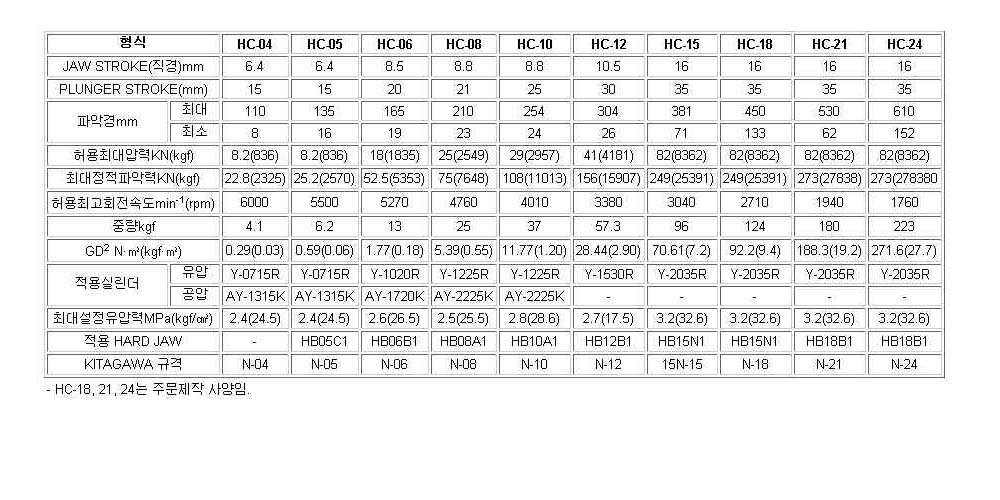 형식 HC-04 HC-05 HC-06 HC-08 HC-10 HC-12 HC-15 HC-18 HC-21 HC-24
JAW STROKE(직경)mm 6.4 6.4 8.5 8.8 8.8 10.5 16 16 16 16
PLUNGER STROKE(mm) 15 15 20 21 25 30 35 35 35 35
파악경mm 최대 110 135 165 210 254 304 381 450 530 610
최소 8 16 19 23 24 26 71 133 62 152
허용최대압력KN(kgf) 8.2(836) 8.2(836) 18(1835) 25(2549) 29(2957) 41(4181) 82(8362) 82(8362) 82(8362) 82(8362)
최대정적파악력KN(kgf) 22.8(2325) 25.2(2570) 52.5(5353) 75(7648) 108(11013) 156(15907) 249(25391) 249(25391) 273(27838) 273(278380
허용최고회전속도min⁻¹(rpm) 6000 5500 5270 4760 4010 3380 3040 2710 1940 1760
중량kgf 4.1 6.2 13 25 37 57.3 96 124 180 223
GD² N·㎡(kgf·㎡) 0.29(0.03) 0.59(0.06) 1.77(0.18) 5.39(0.55) 11.77(1.20) 28.44(2.90) 70.61(7.2) 92.2(9.4) 188.3(19.2) 271.6(27.7)
적용실린더 유압 Y-0715R Y-0715R Y-1020R Y-1225R Y-1225R Y-1530R Y-2035R Y-2035R Y-2035R Y-2035R
공압 AY-1315K AY-1315K AY-1720K AY-2225K AY-2225K - - - - -
최대설정유압력MPa(kgf/㎠) 2.4(24.5) 2.4(24.5) 2.6(26.5) 2.5(25.5) 2.8(28.6) 2.7(17.5) 3.2(32.6) 3.2(32.6) 3.2(32.6) 3.2(32.6)
적용 HARD JAW - HB05C1 HB06B1 HB08A1 HB10A1 HB12B1 HB15N1 HB15N1 HB18B1 HB18B1
KITAGAWA 규격 N-04 N-05 N-06 N-08 N-10 N-12 15N-15 N-18 N-21 N-24
- HC-18, 21, 24는 주문제작 사양임.